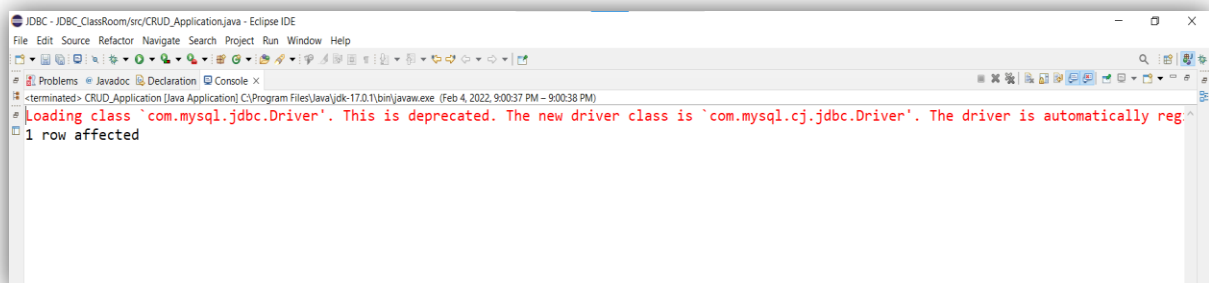 JDBC - JDBC_ClassRoom/src/CRUD_Application.java - Eclipse IDE
File Edit Source Refactor Navigate Search Project Run Window Help
Problems Javadoc Declaration Console
<terminated> CRUD_Application [Java Application] C:\Program Files\Java\jdk-17.0.1\bin\javaw.exe (Feb 4, 2022, 9:00:37 PM – 9:00:38 PM)
Loading class `com.mysql.jdbc.Driver'. This is deprecated. The new driver class is `com.mysql.cj.jdbc.Driver'. The driver is automatically reg
1 row affected